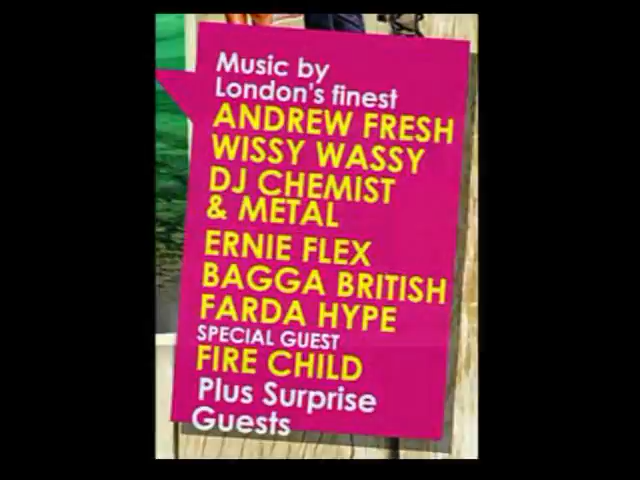 Music by
London's finest
ANDREW FRESH
WISSY WASSY
DJ CHEMIST
& METAL
ERNIE FLEX
BAGGA BRITISH
FARDA HYPE
SPECIAL GUEST
FIRE CHILD
Plus Surprise
Guests